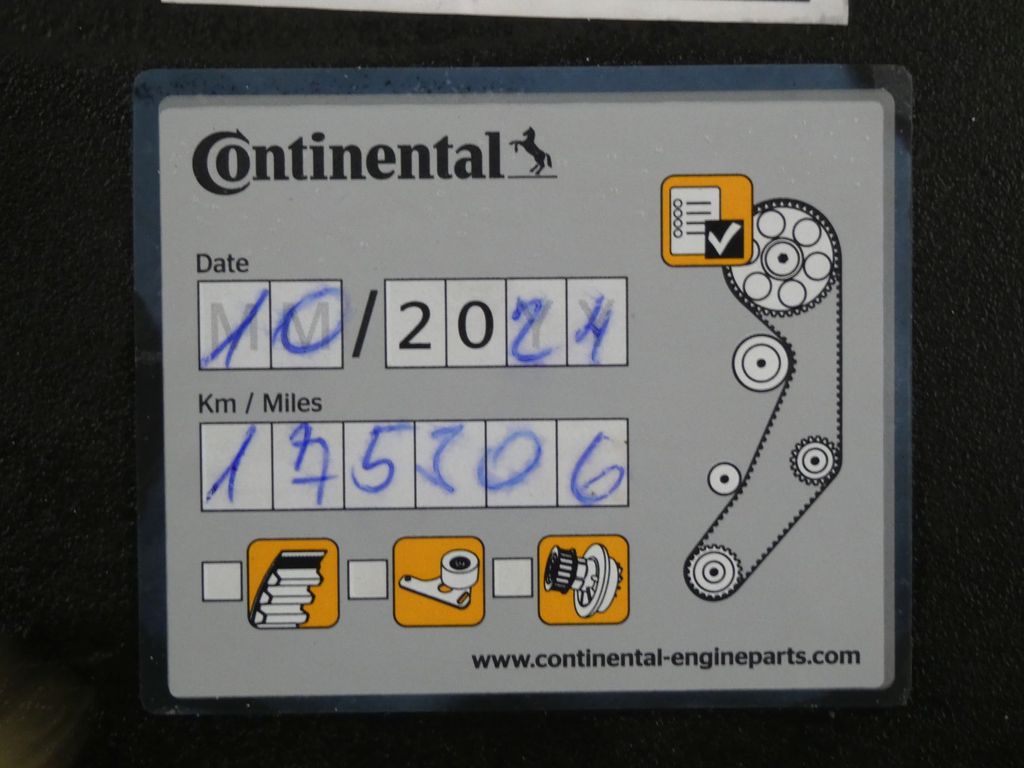 Continental
Date
10/2024
Km / Miles
175306
www.continental-engineparts.com